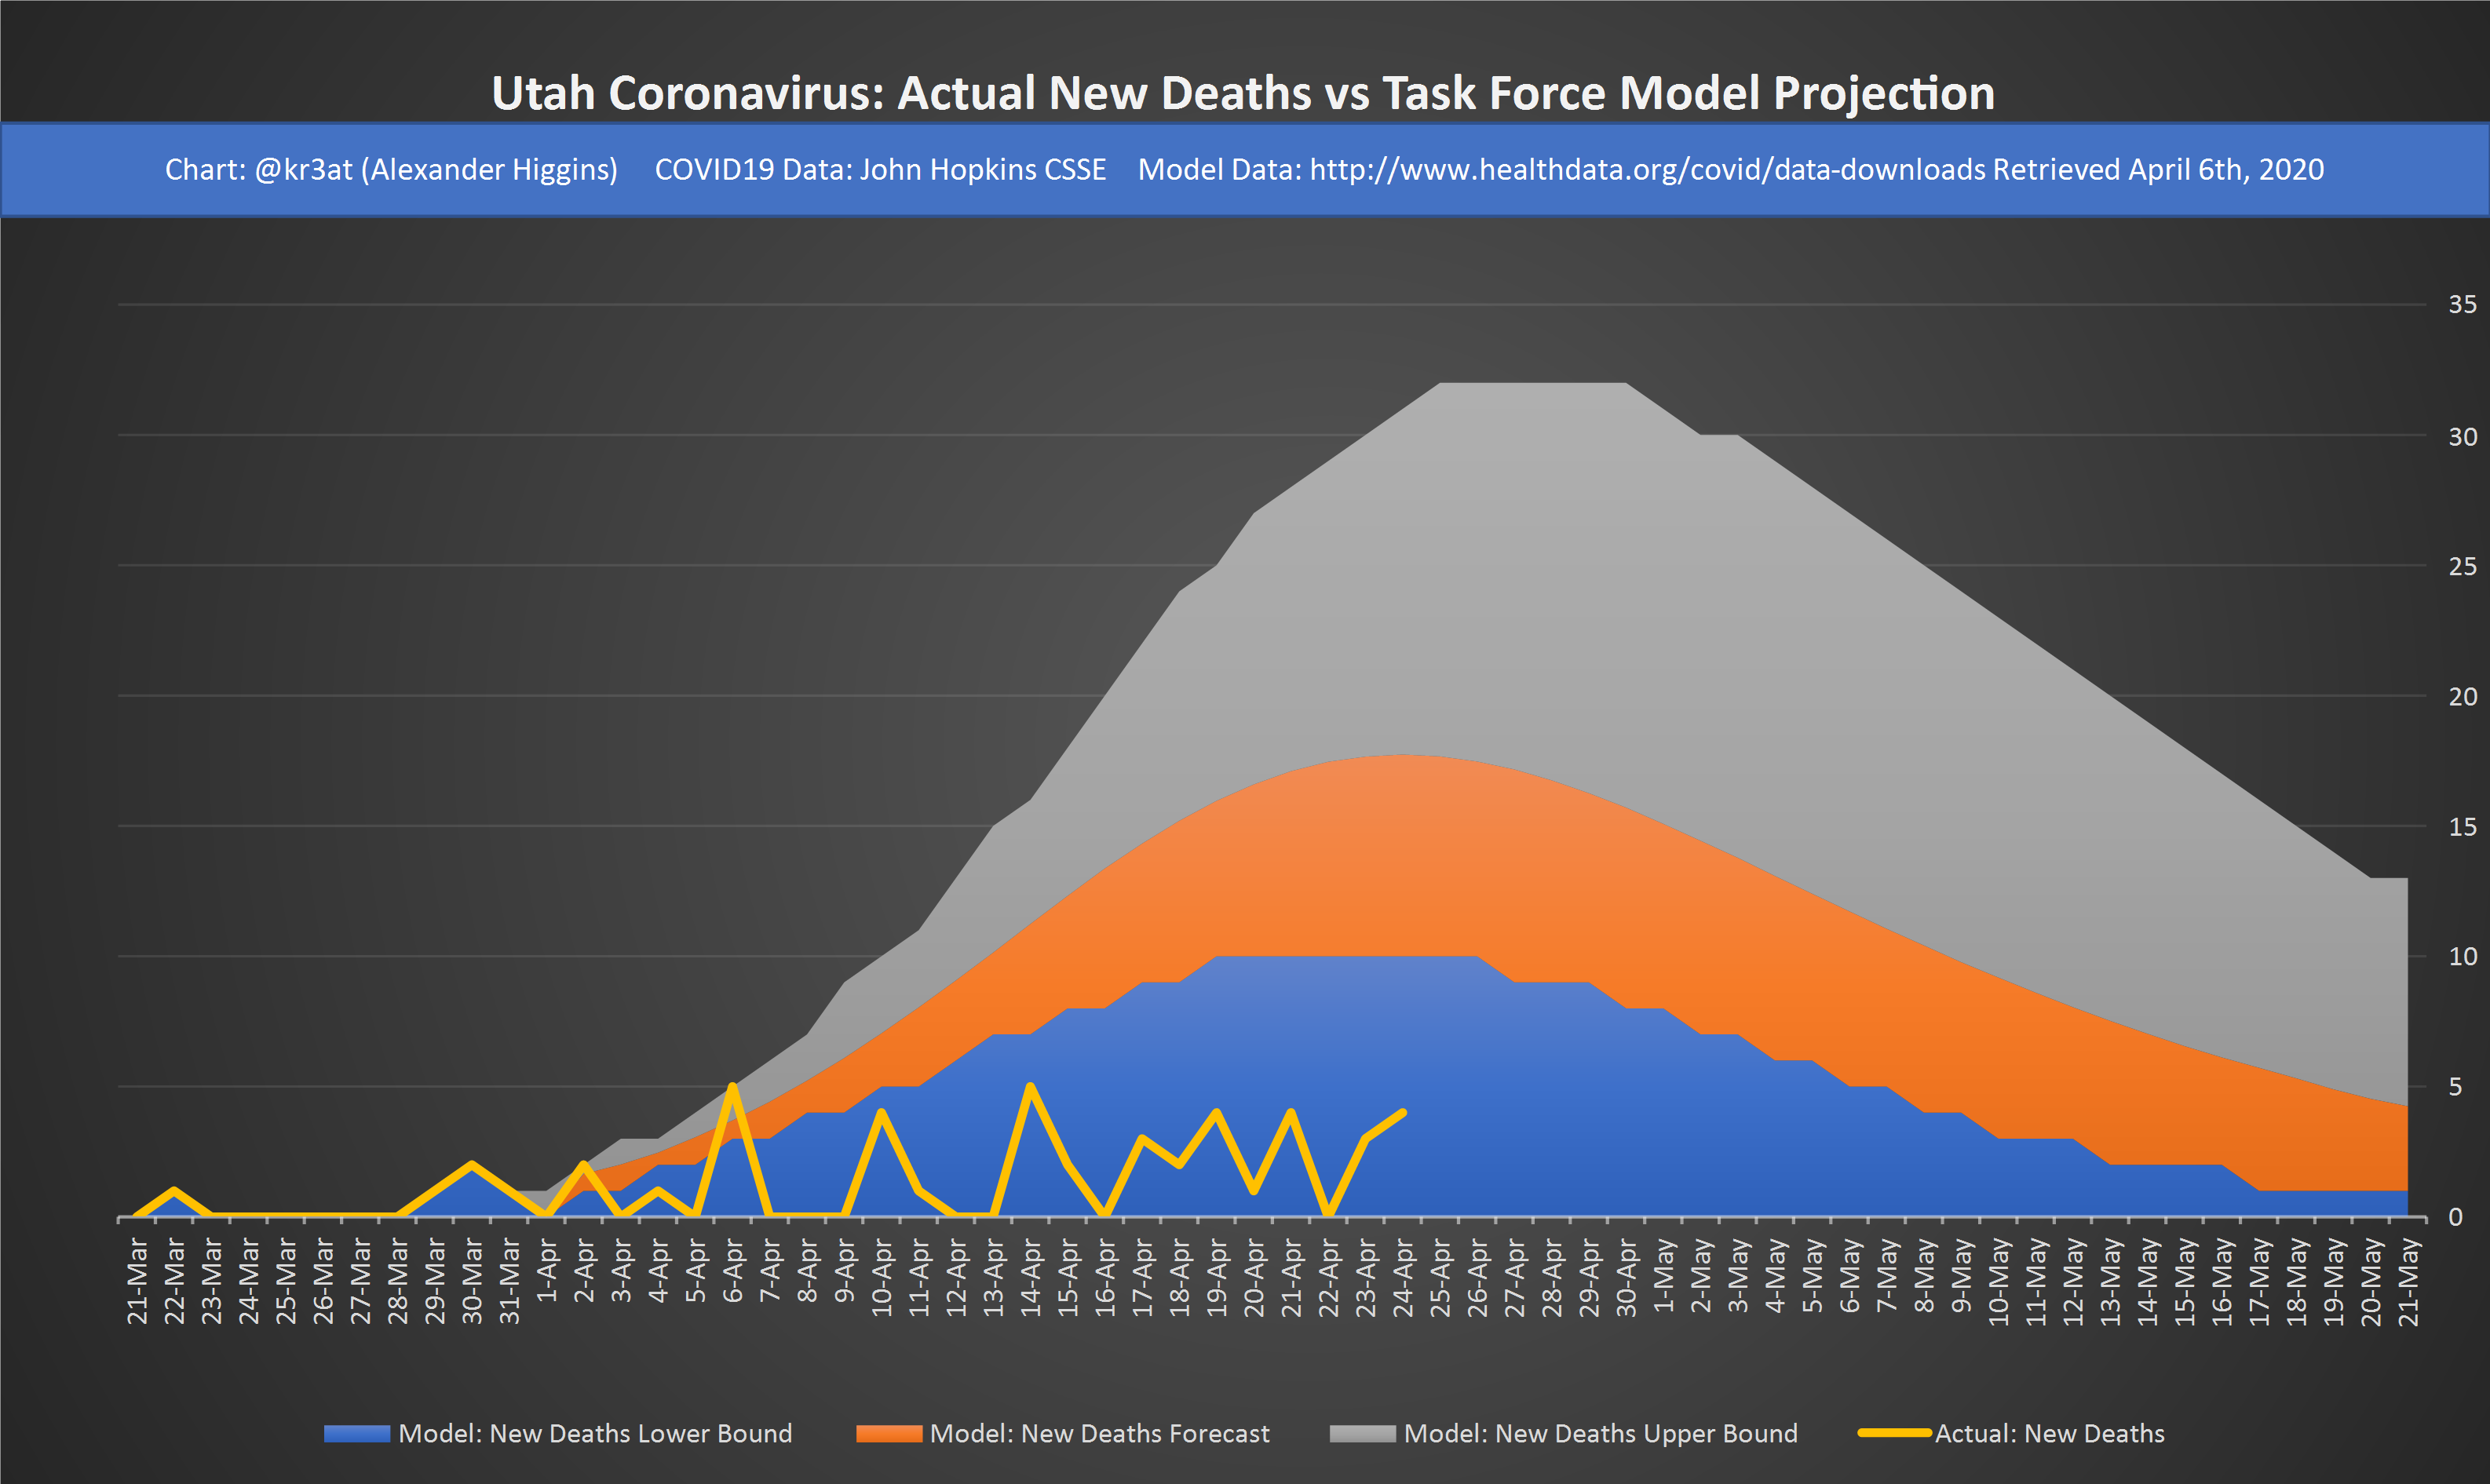 Utah Coronavirus: Actual New Deaths vs Task Force Model Projection
Chart: @kr3at (Alexander Higgins) COVID19 Data: John Hopkins CSSE Model Data: http://www.healthdata.org/covid/data-downloads Retrieved April 6th, 2020
35
30
25
20
15
10
5
0
21-Mar
22-Mar
23-Mar
24-Mar
25-Mar
26-Mar
27-Mar
28-Mar
29-Mar
30-Mar
31-Mar
1-Apr
2-Apr
3-Apr
4-Apr
5-Apr
6-Apr
7-Apr
8-Apr
9-Apr
10-Apr
11-Apr
12-Apr
13-Apr
14-Apr
15-Apr
16-Apr
17-Apr
18-Apr
19-Apr
20-Apr
21-Apr
22-Apr
23-Apr
24-Apr
25-Apr
26-Apr
27-Apr
28-Apr
29-Apr
30-Apr
1-May
2-May
3-May
4-May
5-May
6-May
7-May
8-May
9-May
10-May
11-May
12-May
13-May
14-May
15-May
16-May
17-May
18-May
19-May
20-May
21-May
Model: New Deaths Lower Bound
Model: New Deaths Forecast
Model: New Deaths Upper Bound
Actual: New Deaths